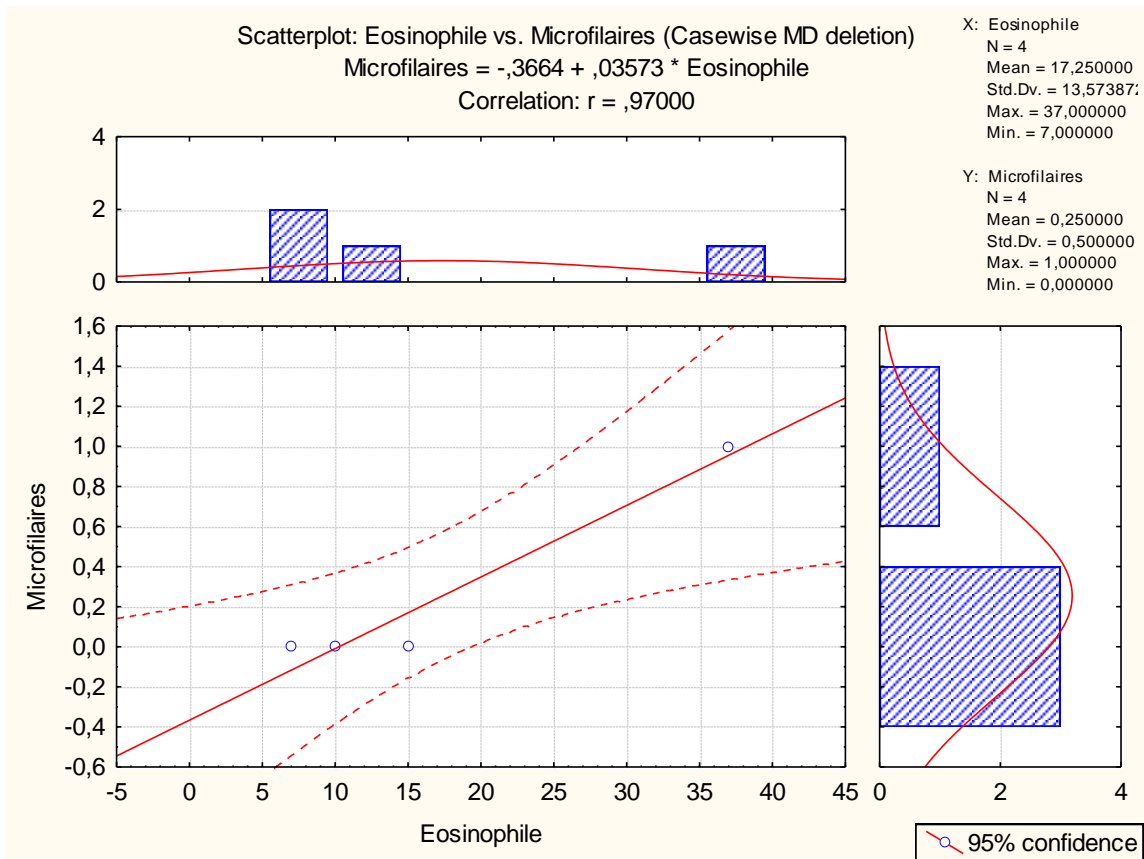 Scatterplot: Eosinophile vs. Microfilaires (Casewise MD deletion)
Microfilaires = -,3664 + ,03573 * Eosinophile
Correlation: r = ,97000
X: Eosinophile
N = 4
Mean = 17,250000
Std.Dv. = 13,573872
Max. = 37,000000
Min. = 7,000000
Y: Microfilaires
N = 4
Mean = 0,250000
Std.Dv. = 0,500000
Max. = 1,000000
Min. = 0,000000
4
2
0
1,6
1,4
1,2
1,0
0,8
0,6
0,4
0,2
0,0
-0,2
-0,4
-0,6
Microfilaires
-5 0 5 10 15 20 25 30 35 40 45
Eosinophile
0 2 4
95% confidence